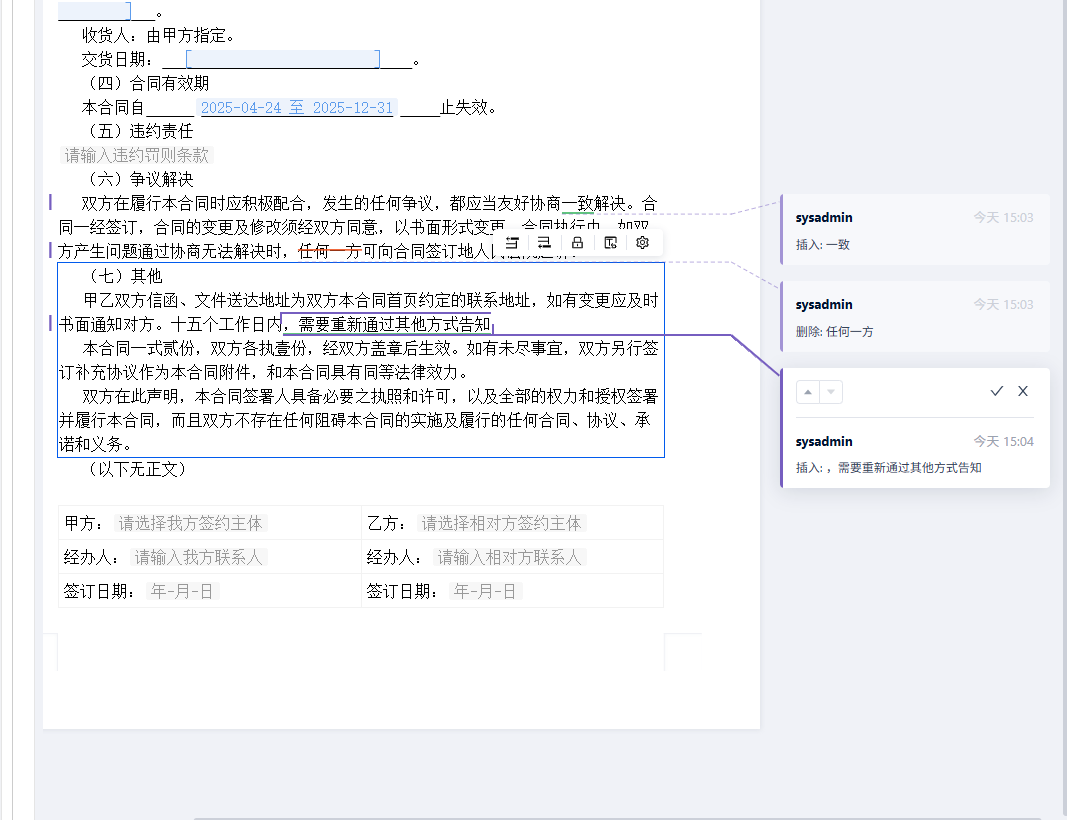 。
收货人：由甲方指定。
交货日期：。
（四）合同有效期
本合同自 2025-04-24 至 2025-12-31 止失效。
（五）违约责任
请输入违约罚则条款
（六）争议解决
双方在履行本合同时应积极配合，发生的任何争议，都应当友好协商一致解决。合
同一经签订，合同的变更及修改须经双方同意，以书面形式变更。合同执行中，如双
方产生问题通过协商无法解决时，任何一方可向合同签订地人民法院起诉。
（七）其他
甲乙双方信函、文件送达地址为双方本合同首页约定的联系地址，如有变更应及时
书面通知对方。十五个工作日内，需要重新通过其他方式告知
本合同一式贰份，双方各执壹份，经双方盖章后生效。如有未尽事宜，双方另行签
订补充协议作为本合同附件，和本合同具有同等法律效力。
双方在此声明，本合同签署人具备必要之执照和许可，以及全部的权力和授权签署
并履行本合同，而且双方不存在任何阻碍本合同的实施及履行的任何合同、协议、承
诺和义务。
（以下无正文）
甲方： 请选择我方签约主体 乙方： 请选择相对方签约主体
经办人： 请输入我方联系人 经办人： 请输入相对方联系人
签订日期： 年-月-日 签订日期： 年-月-日
sysadmin 今天 15:03
插入: 一致
sysadmin 今天 15:03
删除: 任何一方
sysadmin 今天 15:04
插入: ，需要重新通过其他方式告知